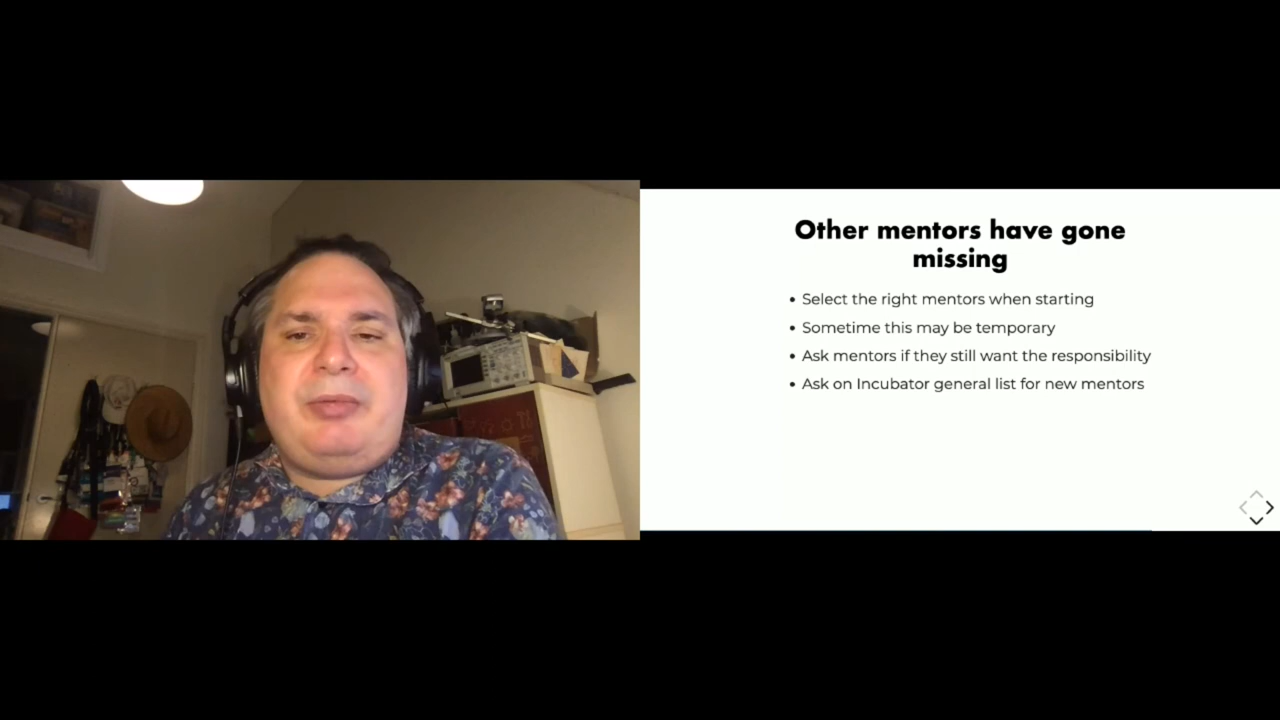 Other mentors have gone
missing
• Select the right mentors when starting
• Sometime this may be temporary
• Ask mentors if they still want the responsibility
• Ask on Incubator general list for new mentors